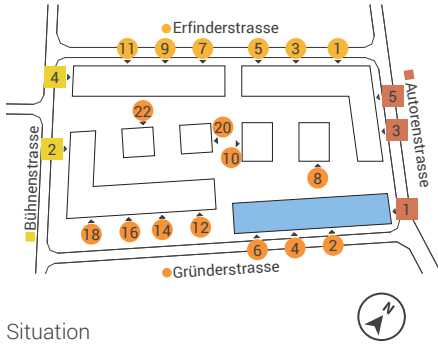 Erfinderstrasse
11 9 7 5 3 1
4
5
Autorenstrasse
3
22
20
2
10
8
Bühnenstrasse
1
18 16 14 12
6 4 2
Gründerstrasse
N
Situation